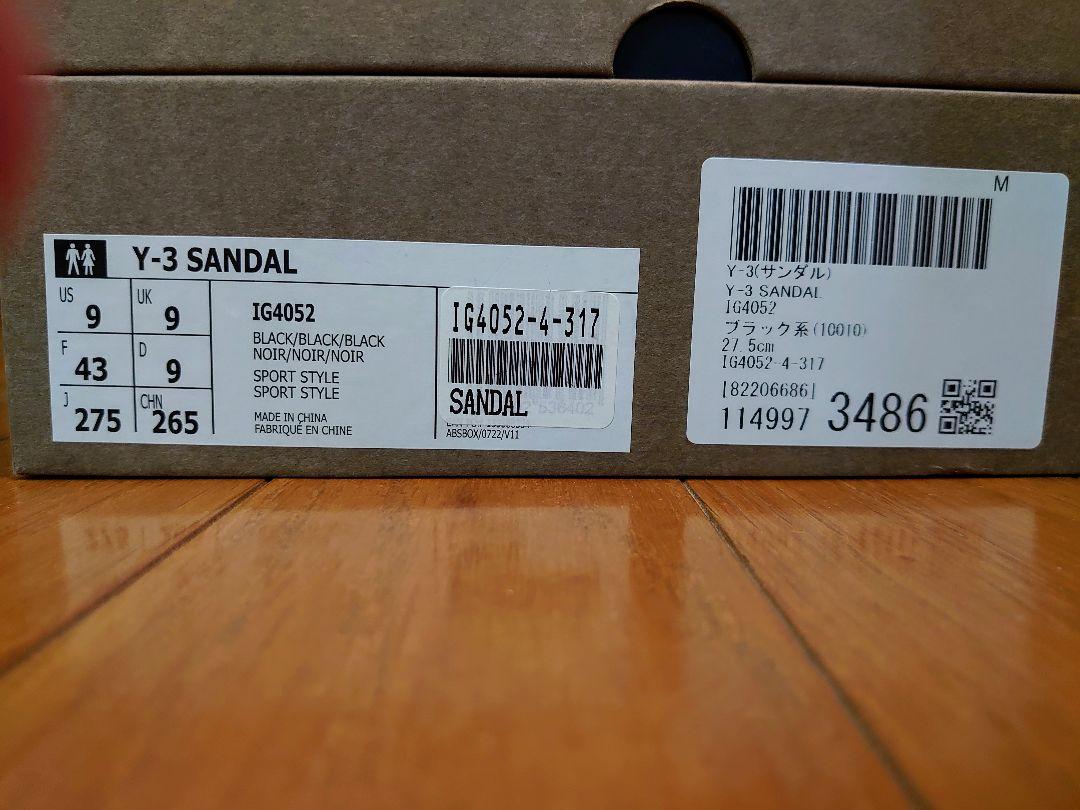 Y-3 SANDAL
US 9
UK 9
F 43
D 9
J 275
CHN 265
IG4052
BLACK/BLACK/BLACK
NOIR/NOIR/NOIR
SPORT STYLE
SPORT STYLE
MADE IN CHINA
FABRIQUÉ EN CHINE
IG4052-4-317
SANDAL
ABSBOX/0722/V11
M
Y-3(サンダル)
Y-3 SANDAL
IG4052
ブラック系(10010)
27.5cm
IG4052-4-317
[82206686]
114997 3486